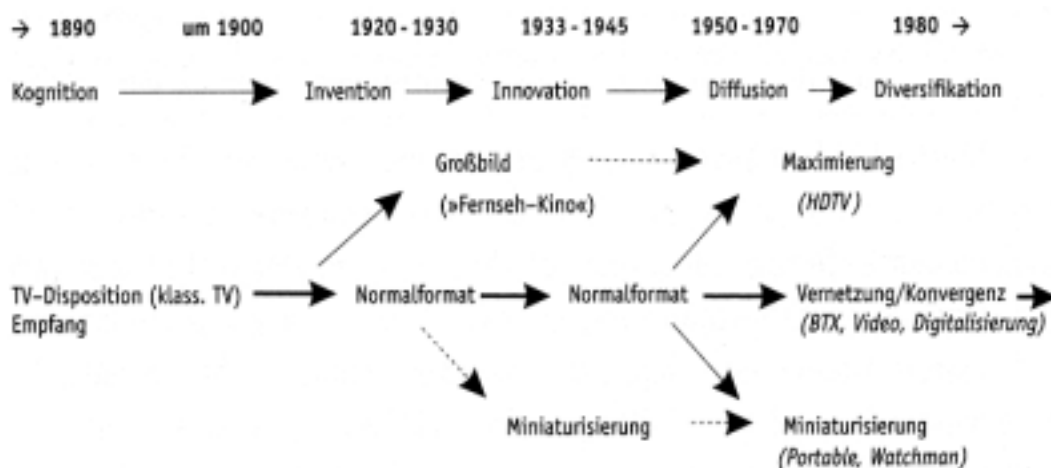 → 1890 um 1900 1920 - 1930 1933 - 1945 1950 - 1970 1980 →
Kognition Invention Innovation Diffusion Diversifikation
Großbild Maximierung
(»Fernseh–Kino«) (HDTV)
TV–Disposition (klass. TV) Normalformat Normalformat Vernetzung/Konvergenz
Empfang (BTX, Video, Digitalisierung)
Miniaturisierung Miniaturisierung
(Portable, Watchman)